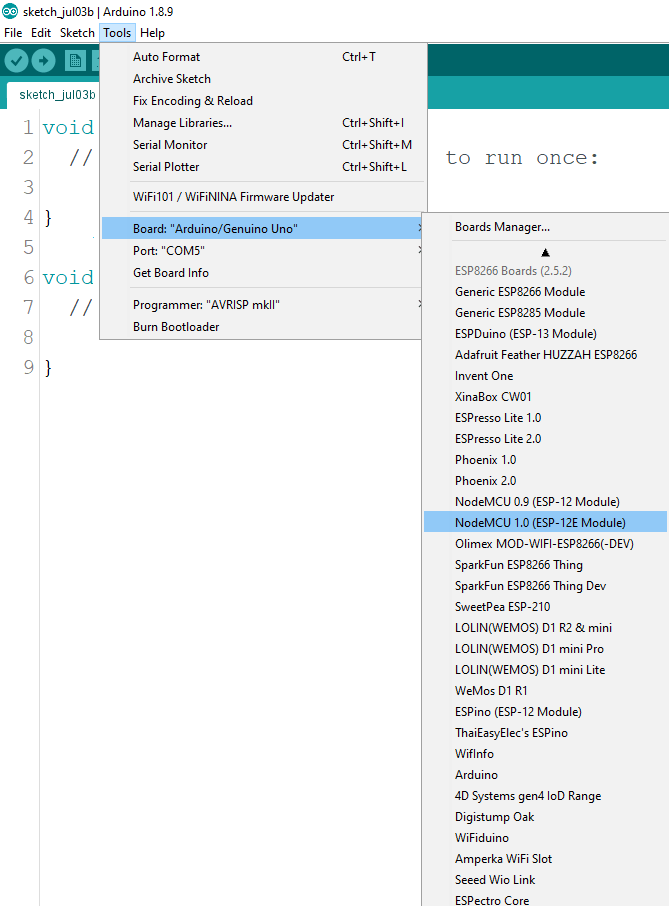 sketch_jul03b | Arduino 1.8.9
File Edit Sketch Tools Help
sketch_jul03b
Auto Format Ctrl+T
Archive Sketch
Fix Encoding & Reload
Manage Libraries... Ctrl+Shift+I
Serial Monitor Ctrl+Shift+M
Serial Plotter Ctrl+Shift+L
WiFi101 / WiFiNINA Firmware Updater
Board: "Arduino/Genuino Uno"
Port: "COM5"
Get Board Info
Programmer: "AVRISP mkII"
Burn Bootloader
1 void
2 // to run once:
3
4 }
5
6 void
7 //
8
9 }
Boards Manager...
ESP8266 Boards (2.5.2)
Generic ESP8266 Module
Generic ESP8285 Module
ESPDuino (ESP-13 Module)
Adafruit Feather HUZZAH ESP8266
Invent One
XinaBox CW01
ESPresso Lite 1.0
ESPresso Lite 2.0
Phoenix 1.0
Phoenix 2.0
NodeMCU 0.9 (ESP-12 Module)
NodeMCU 1.0 (ESP-12E Module)
Olimex MOD-WIFI-ESP8266(-DEV)
SparkFun ESP8266 Thing
SparkFun ESP8266 Thing Dev
SweetPea ESP-210
LOLIN(WEMOS) D1 R2 & mini
LOLIN(WEMOS) D1 mini Pro
LOLIN(WEMOS) D1 mini Lite
WeMos D1 R1
ESPino (ESP-12 Module)
ThaiEasyElec's ESPino
WifInfo
Arduino
4D Systems gen4 IoD Range
Digistump Oak
WiFiduino
Amperka WiFi Slot
Seeed Wio Link
ESPectro Core